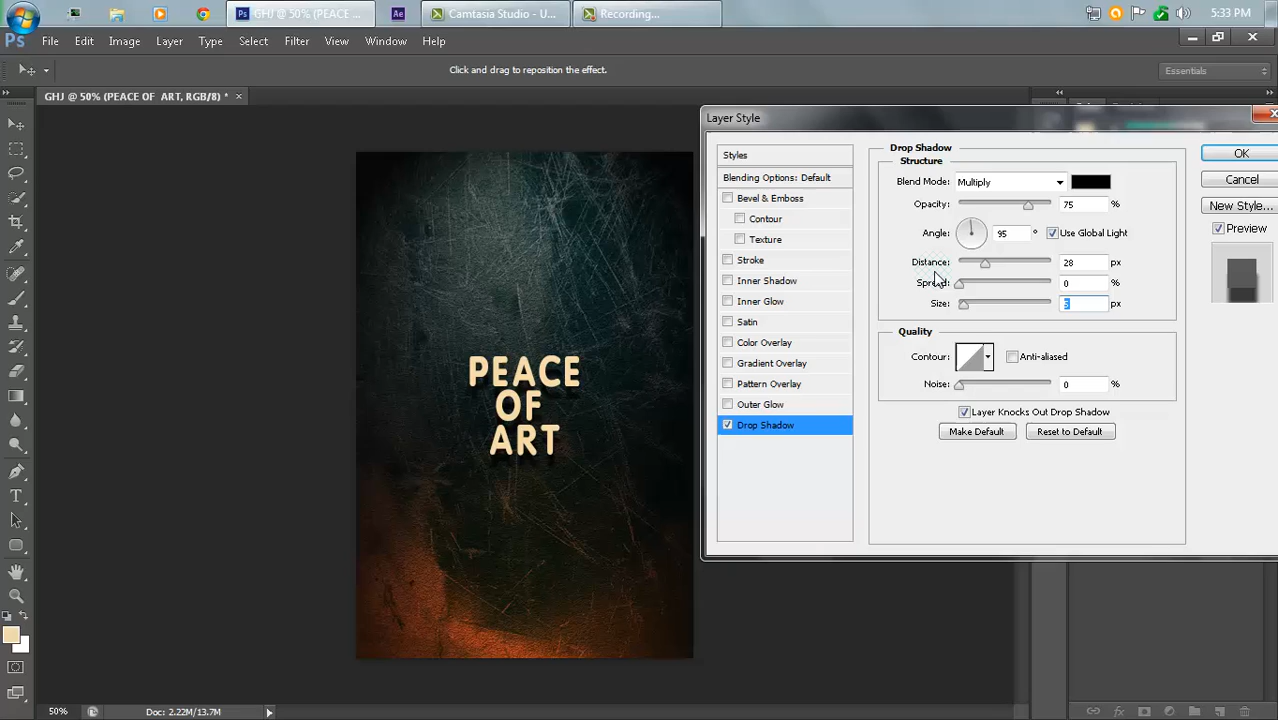 GHJ @ 50% (PEACE ...
Ae
Camtasia Studio - U...
Recording...
5:33 PM
Ps
File
Edit
Image
Layer
Type
Select
Filter
View
Window
Help
Click and drag to reposition the effect.
Essentials
GHJ @ 50% (PEACE OF ART, RGB/8) *
Layer Style
Styles
Blending Options: Default
Bevel & Emboss
Contour
Texture
Stroke
Inner Shadow
Inner Glow
Satin
Color Overlay
Gradient Overlay
Pattern Overlay
Outer Glow
Drop Shadow
Drop Shadow
Structure
Blend Mode: Multiply
Opacity: 75 %
Angle: 95 ° Use Global Light
Distance: 28 px
Spread: 0 %
Size: 5 px
Quality
Contour: Anti-aliased
Noise: 0 %
Layer Knocks Out Drop Shadow
Make Default Reset to Default
OK
Cancel
New Style...
Preview
PEACE
OF
ART
50%
Doc: 2.22M/13.7M
fx